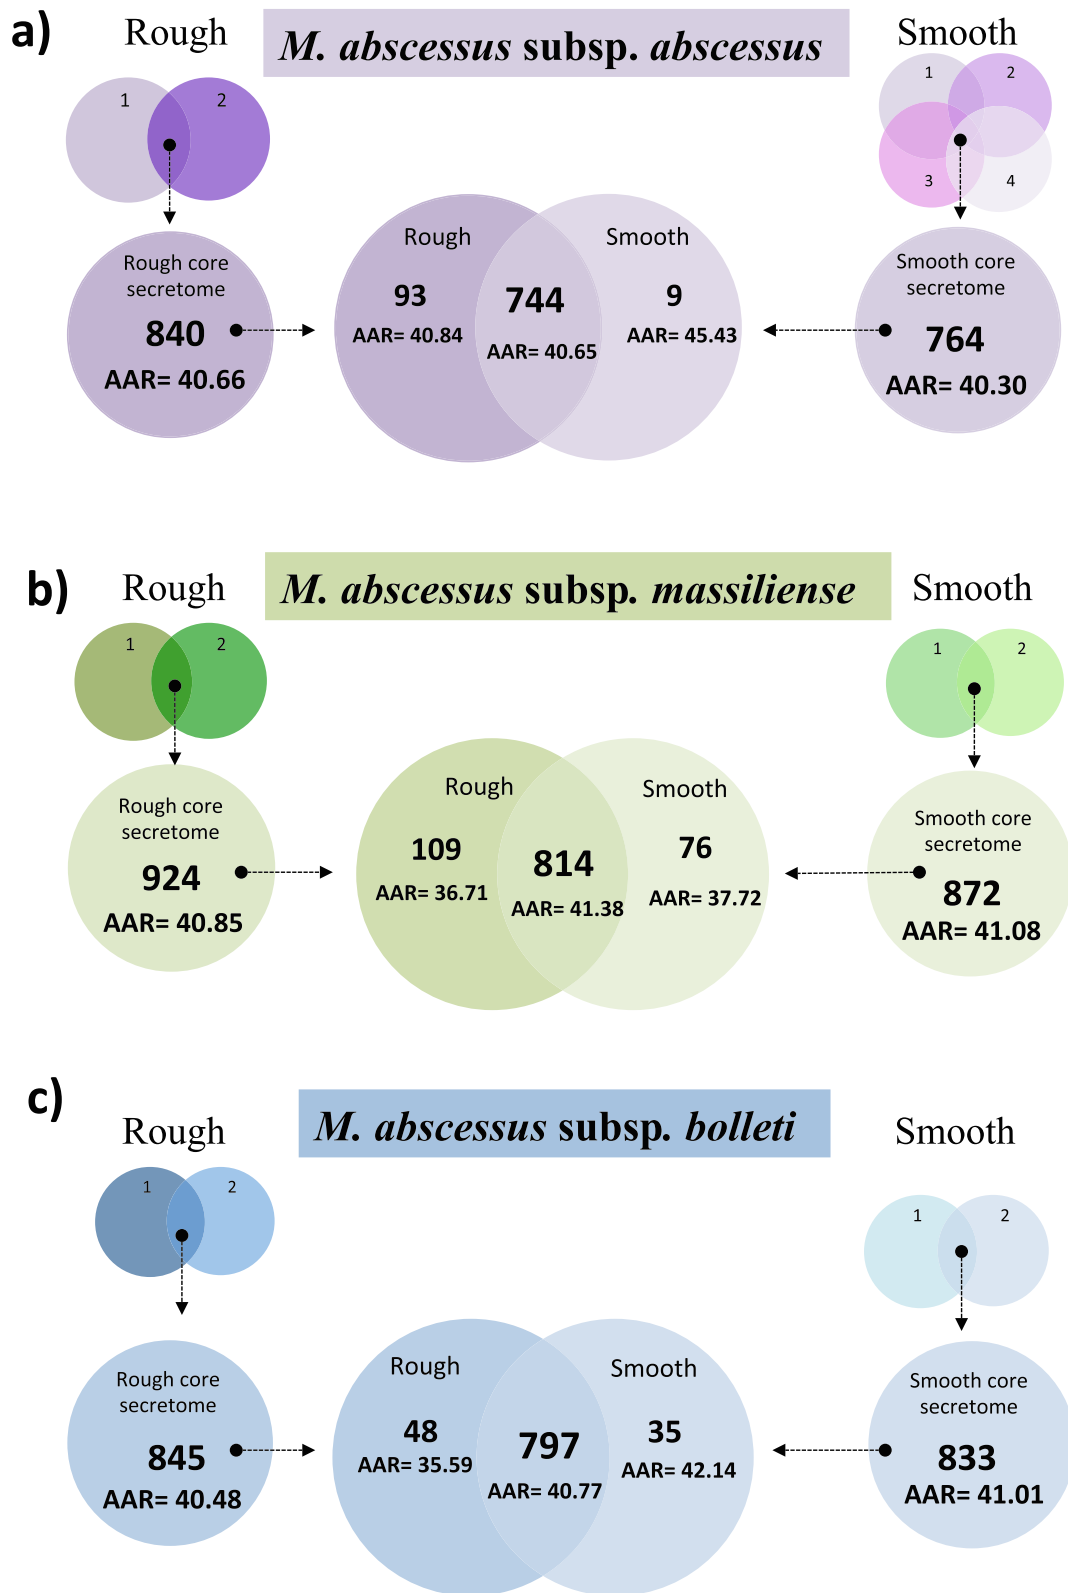 a)
Rough
M. abscessus subsp. abscessus
Smooth
1
2
1
2
3
4
Rough core
secretome
840
AAR= 40.66
Rough
93
AAR= 40.84
744
AAR= 40.65
Smooth
9
AAR= 45.43
Smooth core
secretome
764
AAR= 40.30
b)
Rough
M. abscessus subsp. massiliense
Smooth
1
2
1
2
Rough core
secretome
924
AAR= 40.85
Rough
109
AAR= 36.71
814
AAR= 41.38
Smooth
76
AAR= 37.72
Smooth core
secretome
872
AAR= 41.08
c)
Rough
M. abscessus subsp. bolleti
Smooth
1
2
1
2
Rough core
secretome
845
AAR= 40.48
Rough
48
AAR= 35.59
797
AAR= 40.77
Smooth
35
AAR= 42.14
Smooth core
secretome
833
AAR= 41.01